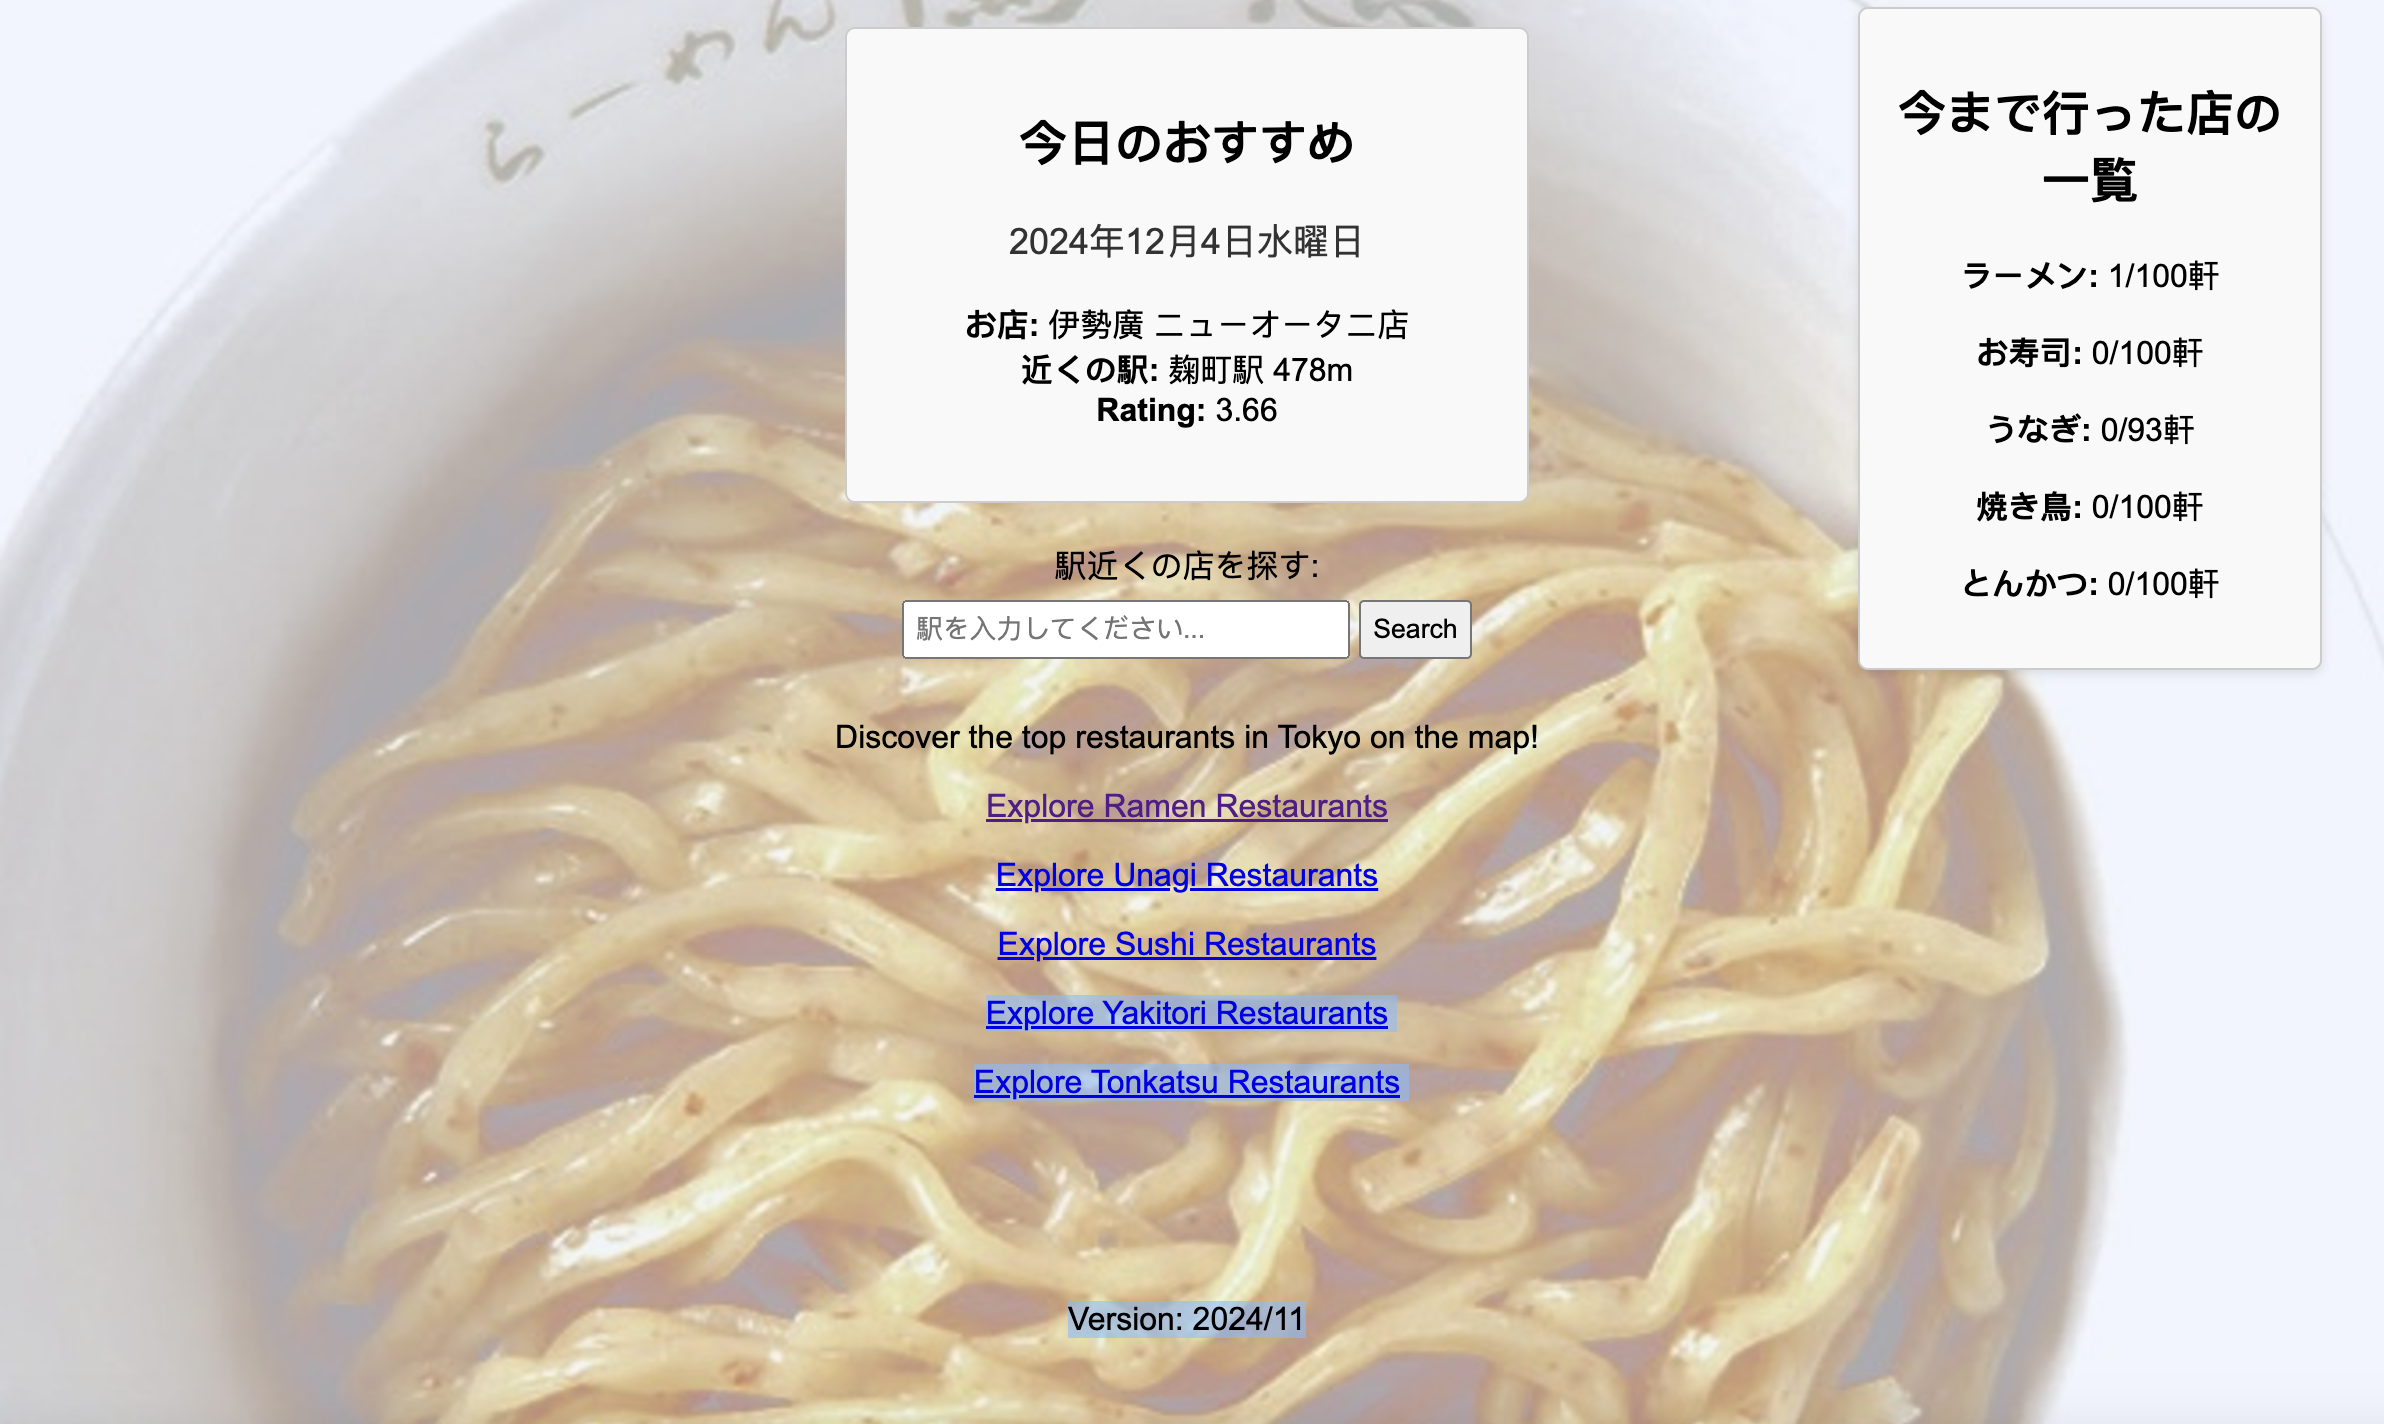 らーめん
今日のおすすめ
2024年12月4日水曜日
お店: 伊勢廣 ニューオータニ店
近くの駅: 麹町駅 478m
Rating: 3.66
駅近くの店を探す:
駅を入力してください...
Search
Discover the top restaurants in Tokyo on the map!
Explore Ramen Restaurants
Explore Unagi Restaurants
Explore Sushi Restaurants
Explore Yakitori Restaurants
Explore Tonkatsu Restaurants
Version: 2024/11
今まで行った店の
一覧
ラーメン: 1/100軒
お寿司: 0/100軒
うなぎ: 0/93軒
焼き鳥: 0/100軒
とんかつ: 0/100軒